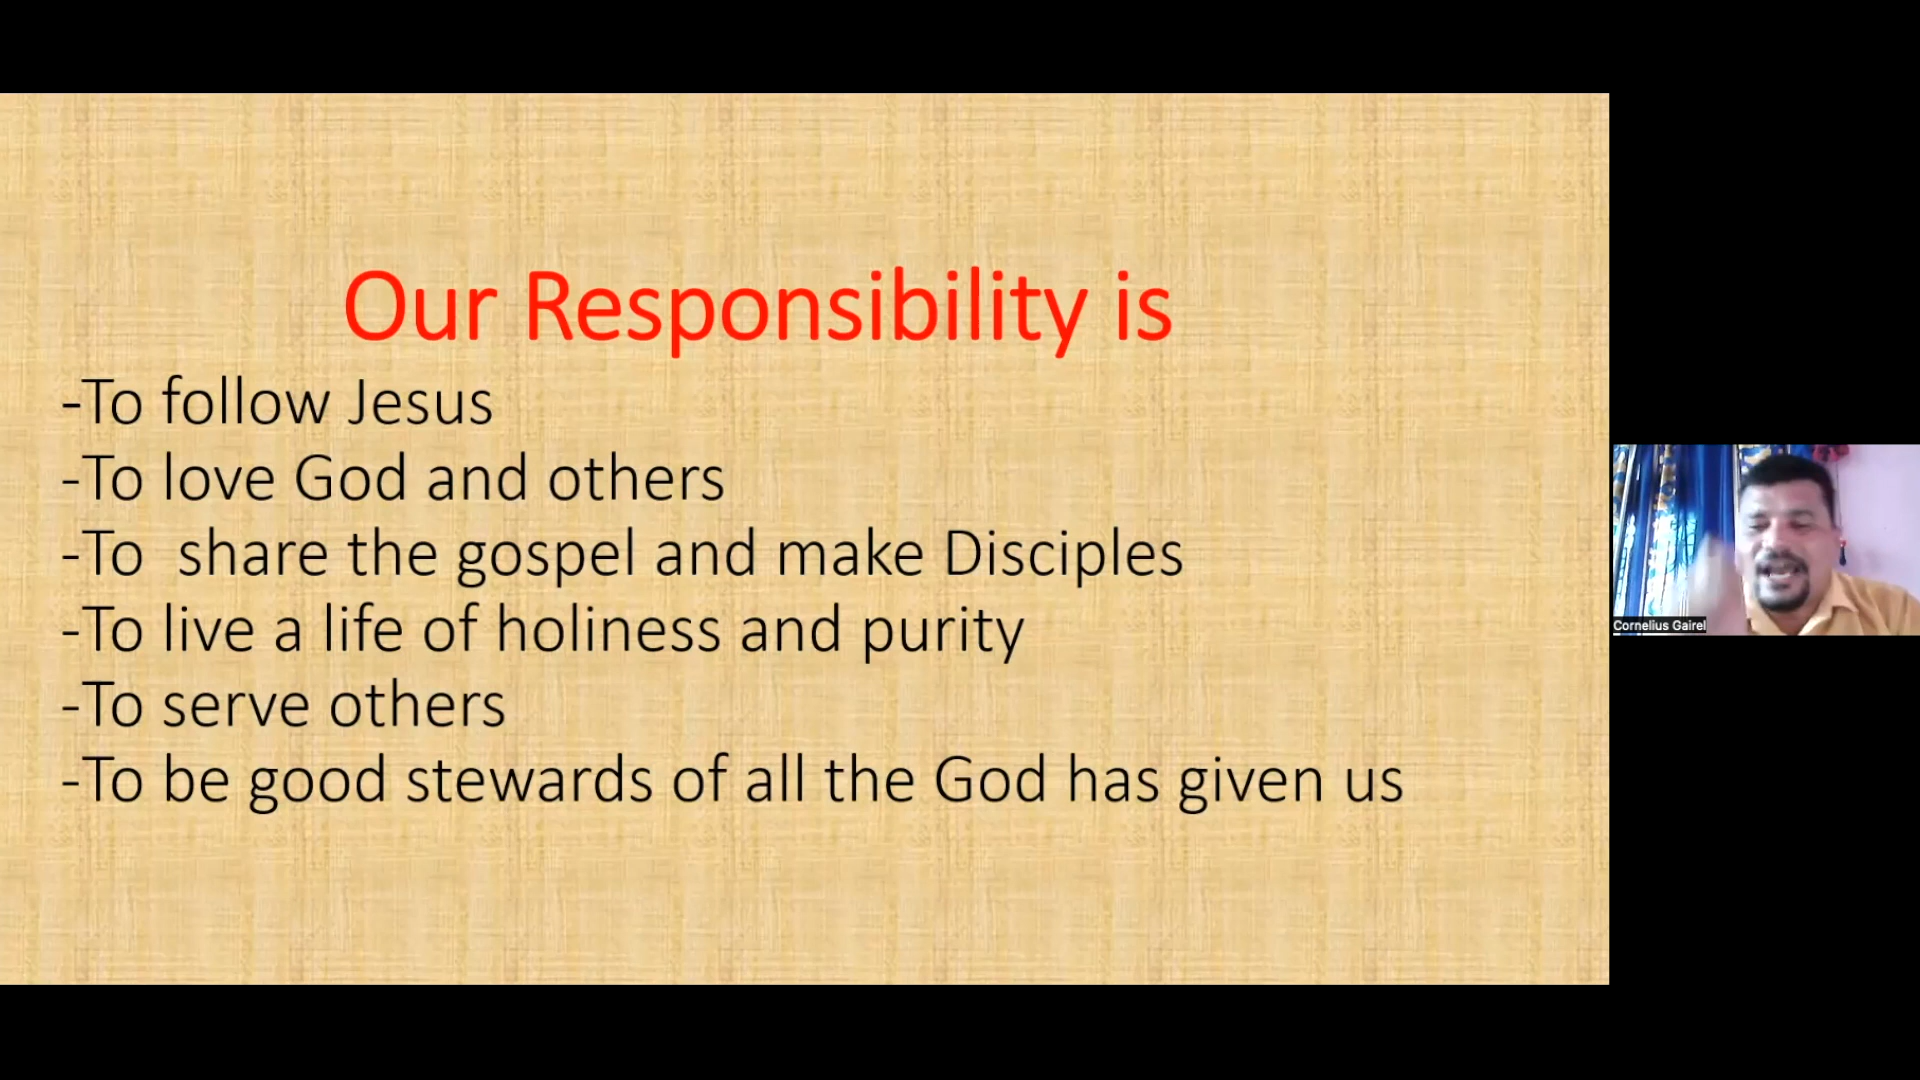 Our Responsibility is
-To follow Jesus
-To love God and others
-To  share the gospel and make Disciples
-To live a life of holiness and purity
-To serve others
-To be good stewards of all the God has given us
Cornelius Gairel